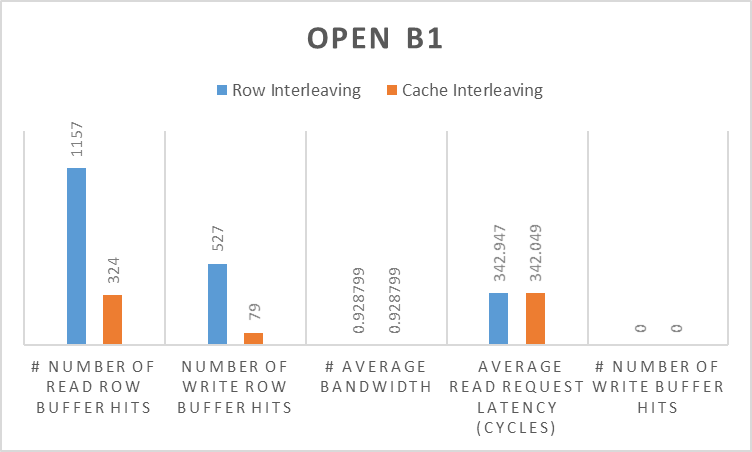 OPEN B1
Row Interleaving
Cache Interleaving
1157
324
527
79
0.928799
0.928799
342.947
342.049
0
0
# NUMBER OF
READ ROW
BUFFER HITS
NUMBER OF
WRITE ROW
BUFFER HITS
# AVERAGE
BANDWIDTH
AVERAGE
READ REQUEST
LATENCY
(CYCLES)
# NUMBER OF
WRITE BUFFER
HITS